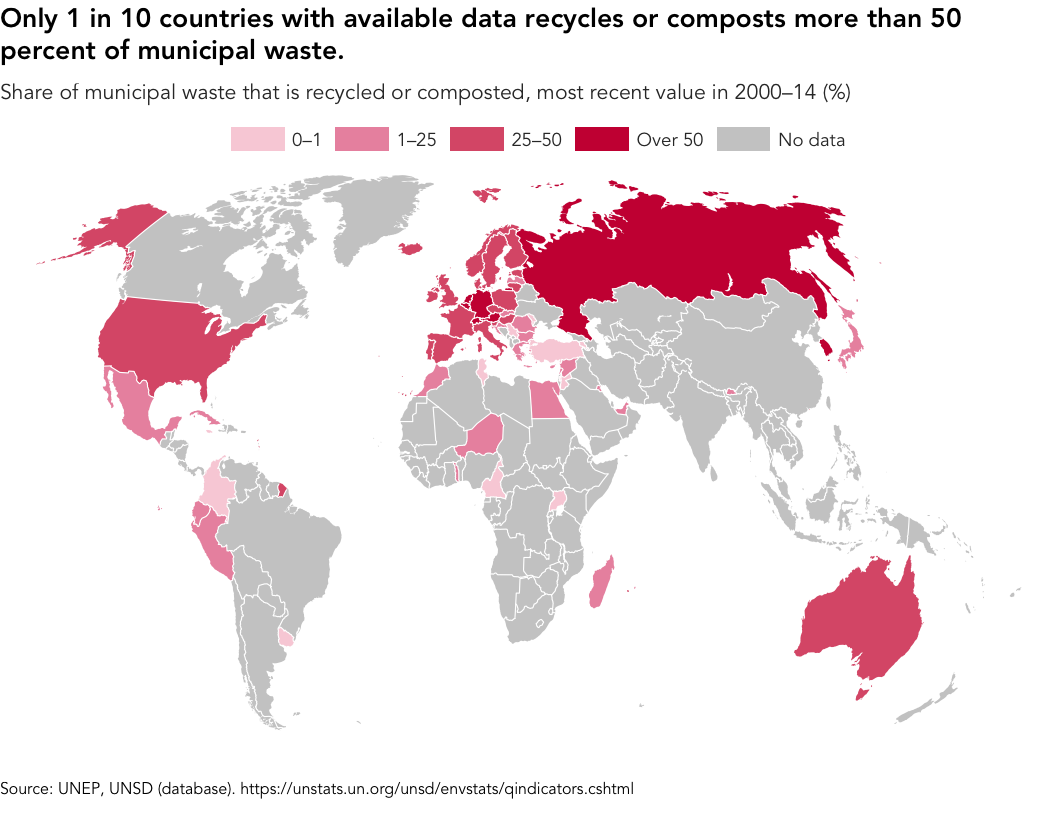 Only 1 in 10 countries with available data recycles or composts more than 50
percent of municipal waste.
Share of municipal waste that is recycled or composted, most recent value in 2000–14 (%)
0–1 1–25 25–50 Over 50 No data
Source: UNEP, UNSD (database). https://unstats.un.org/unsd/envstats/qindicators.cshtml